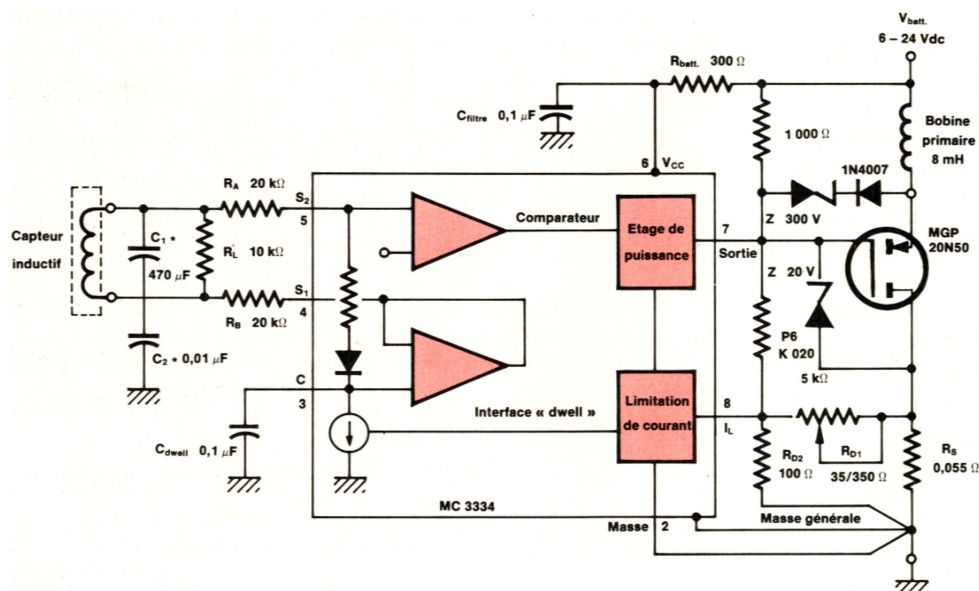 V batt.
6 – 24 Vdc
R batt. 300 Ω
C filtre 0,1 μF
Bobine
primaire
8 mH
1 000 Ω
1N4007
6 VCC
RA 20 kΩ
S2
5
Comparateur
Etage de
puissance
7
Sortie
Z
300 V
MGP
20N50
Capteur
inductif
C1 *
470 μF
RL 10 kΩ
S1
4
RB 20 kΩ
Z 20 V
P6
K 020
5 kΩ
C2 * 0,01 μF
C
3
Interface « dwell »
Limitation
de courant
8
IL
C dwell 0,1 μF
RD2
100 Ω
RD1
35/350 Ω
RS
0,055 Ω
MC 3334
Masse 2
Masse générale